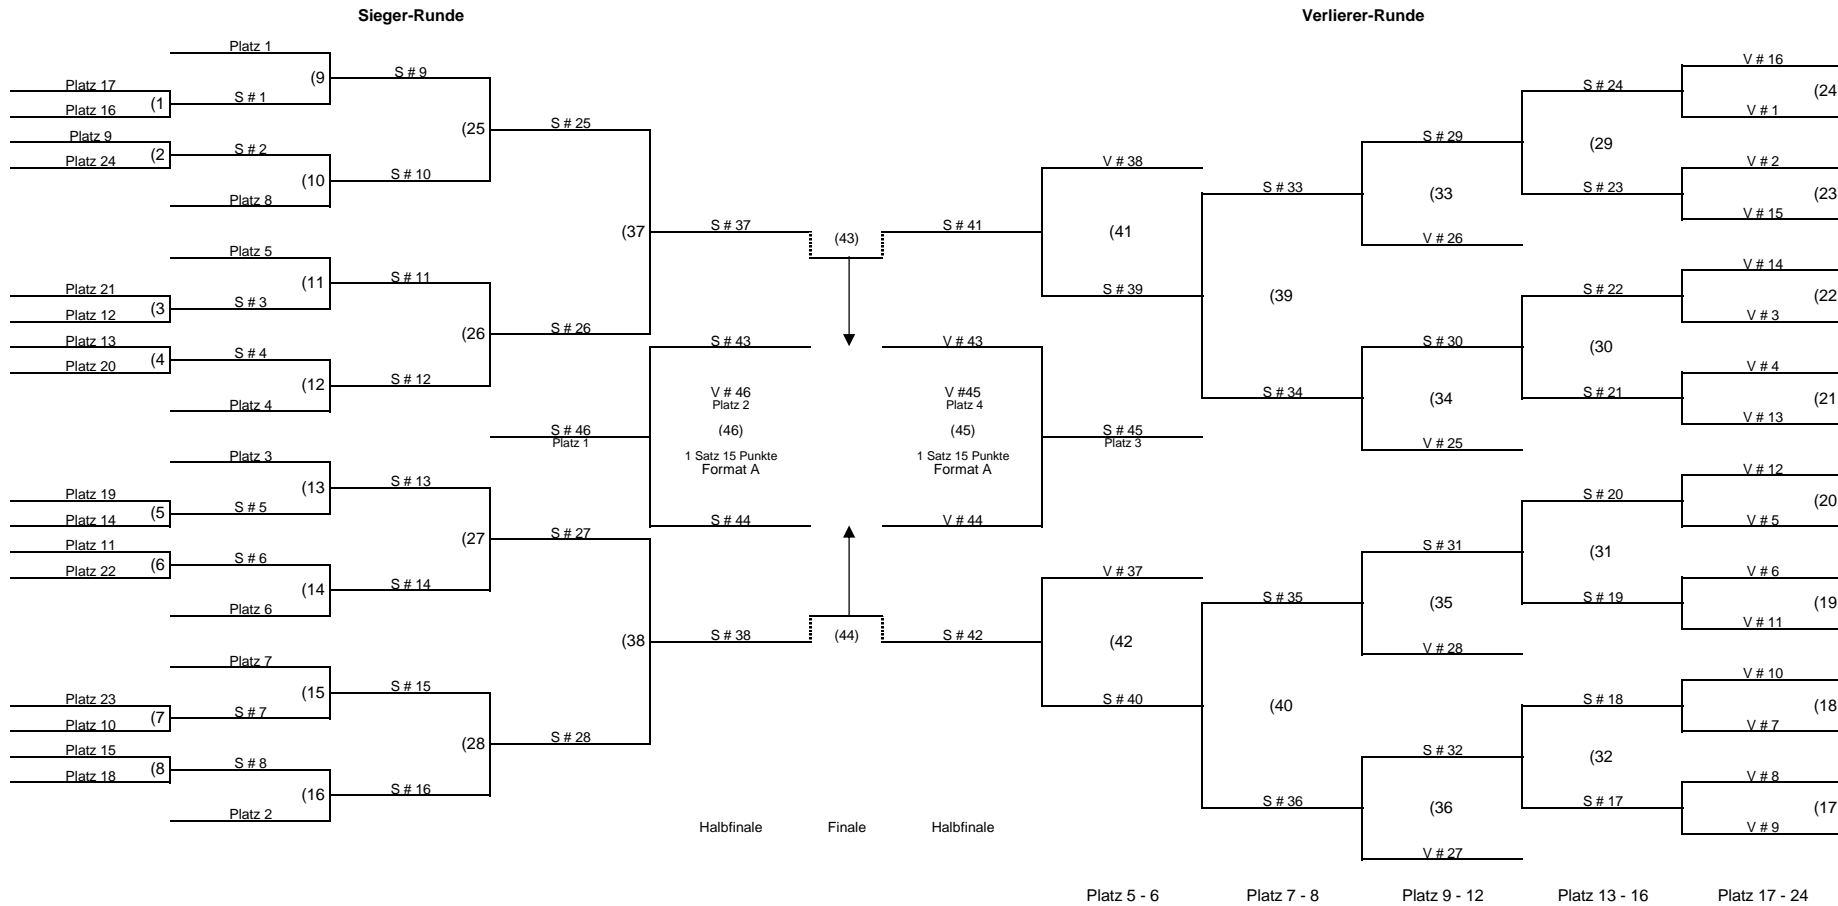 Sieger-Runde
Verlierer-Runde
Platz 1
Platz 17
(1
Platz 16
S # 1
(9
S # 9
Platz 9
(2
Platz 24
S # 2
(10
S # 10
Platz 8
(25
S # 25
Platz 5
(11
S # 11
Platz 21
(3
Platz 12
S # 3
Platz 13
(4
Platz 20
S # 4
(12
S # 12
Platz 4
(26
S # 26
(37
S # 37
Platz 3
(13
S # 13
Platz 19
(5
Platz 14
S # 5
Platz 11
(6
Platz 22
S # 6
(14
S # 14
Platz 6
(27
S # 27
Platz 7
(15
S # 15
Platz 23
(7
Platz 10
S # 7
Platz 15
(8
Platz 18
S # 8
(16
S # 16
Platz 2
(28
S # 28
(38
S # 38
(43)
S # 41
S # 43
V # 43
V # 46
Platz 2
(46)
1 Satz 15 Punkte
Format A
V #45
Platz 4
(45)
1 Satz 15 Punkte
Format A
S # 46
Platz 1
S # 45
Platz 3
S # 44
V # 44
(44)
S # 42
Halbfinale
Finale
Halbfinale
V # 38
(41
S # 39
S # 33
(39
S # 34
S # 29
(33
V # 26
S # 30
(34
V # 25
S # 24
(29
S # 23
S # 22
(30
S # 21
V # 16
(24
V # 1
V # 2
(23
V # 15
V # 14
(22
V # 3
V # 4
(21
V # 13
V # 37
(42
S # 40
S # 35
(40
S # 36
S # 31
(35
V # 28
S # 32
(36
V # 27
S # 20
(31
S # 19
S # 18
(32
S # 17
V # 12
(20
V # 5
V # 6
(19
V # 11
V # 10
(18
V # 7
V # 8
(17
V # 9
Platz 5 - 6
Platz 7 - 8
Platz 9 - 12
Platz 13 - 16
Platz 17 - 24